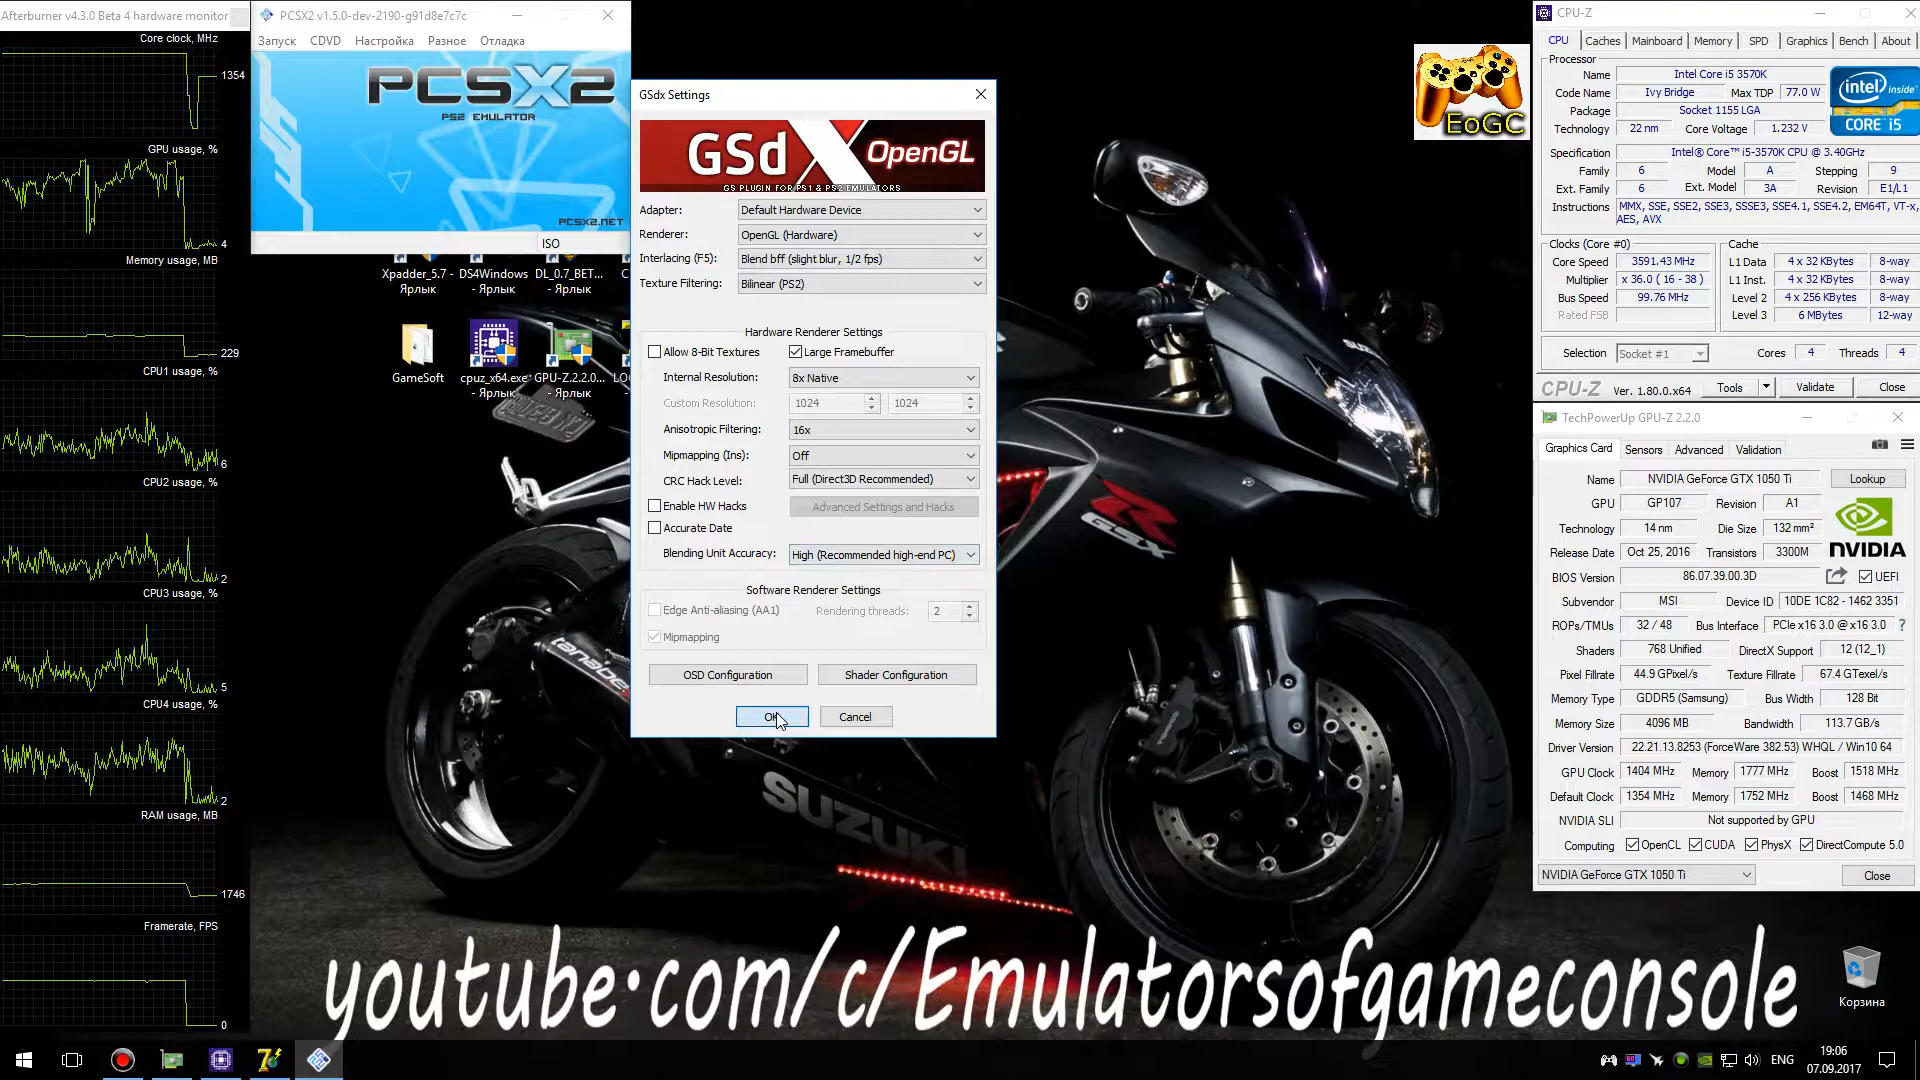 Afterburner v4.3.0 Beta 4 hardware monitor
Core clock, MHz
1354
GPU usage, %
4
Memory usage, MB
229
CPU1 usage, %
6
CPU2 usage, %
2
CPU3 usage, %
5
CPU4 usage, %
2
RAM usage, MB
1746
Framerate, FPS
0
PCSX2 v1.5.0-dev-2190-g91d8e7c7c
Запуск CDVD Настройка Разное Отладка
PCSX2
PS2 EMULATOR
PCSX2.NET
ISO
Xpadder_5.7 - Ярлык
DS4Windows - Ярлык
DL_0.7_BET... - Ярлык
GameSoft
cpuz_x64.exe Ярлык
GPU-Z.2.2.0... Ярлык
GSdx Settings
GSdX OpenGL
GS PLUGIN FOR PS1 & PS2 EMULATORS
Adapter: Default Hardware Device
Renderer: OpenGL (Hardware)
Interlacing (F5): Blend bff (slight blur, 1/2 fps)
Texture Filtering: Bilinear (PS2)
Hardware Renderer Settings
Allow 8-Bit Textures Large Framebuffer
Internal Resolution: 8x Native
Custom Resolution: 1024 1024
Anisotropic Filtering: 16x
Mipmapping (Ins): Off
CRC Hack Level: Full (Direct3D Recommended)
Enable HW Hacks Advanced Settings and Hacks
Accurate Date
Blending Unit Accuracy: High (Recommended high-end PC)
Software Renderer Settings
Edge Anti-aliasing (AA1) Rendering threads: 2
Mipmapping
OSD Configuration Shader Configuration
OK Cancel
EoGC
SUZUKI
R
GSX
CPU-Z
CPU Caches Mainboard Memory SPD Graphics Bench About
Processor
Name Intel Core i5 3570K
Code Name Ivy Bridge Max TDP 77.0 W
Package Socket 1155 LGA
Technology 22 nm Core Voltage 1.232 V
intel inside
CORE i5
Specification Intel® Core™ i5-3570K CPU @ 3.40GHz
Family 6 Model A Stepping 9
Ext. Family 6 Ext. Model 3A Revision E1/L1
Instructions MMX, SSE, SSE2, SSE3, SSSE3, SSE4.1, SSE4.2, EM64T, VT-x,
AES, AVX
Clocks (Core #0) Cache
Core Speed 3591.43 MHz L1 Data 4 x 32 KBytes 8-way
Multiplier x 36.0 ( 16 - 38 ) L1 Inst. 4 x 32 KBytes 8-way
Bus Speed 99.76 MHz Level 2 4 x 256 KBytes 8-way
Rated FSB Level 3 6 MBytes 12-way
Selection Socket #1 Cores 4 Threads 4
CPU-Z Ver. 1.80.0.x64 Tools Validate Close
TechPowerUp GPU-Z 2.2.0
Graphics Card Sensors Advanced Validation
Name NVIDIA GeForce GTX 1050 Ti Lookup
GPU GP107 Revision A1
Technology 14 nm Die Size 132 mm²
Release Date Oct 25, 2016 Transistors 3300M
NVIDIA
BIOS Version 86.07.39.00.3D UEFI
Subvendor MSI Device ID 10DE 1C82 - 1462 3351
ROPs/TMUs 32 / 48 Bus Interface PCIe x16 3.0 @ x16 3.0 ?
Shaders 768 Unified DirectX Support 12 (12_1)
Pixel Fillrate 44.9 GPixel/s Texture Fillrate 67.4 GTexel/s
Memory Type GDDR5 (Samsung) Bus Width 128 Bit
Memory Size 4096 MB Bandwidth 113.7 GB/s
Driver Version 22.21.13.8253 (ForceWare 382.53) WHQL / Win10 64
GPU Clock 1404 MHz Memory 1777 MHz Boost 1518 MHz
Default Clock 1354 MHz Memory 1752 MHz Boost 1468 MHz
NVIDIA SLI Not supported by GPU
Computing OpenCL CUDA PhysX DirectCompute 5.0
NVIDIA GeForce GTX 1050 Ti Close
SUZUKI
youtube.com/c/Emulatorsofgameconsole
Корзина
ENG
19:06
07.09.2017